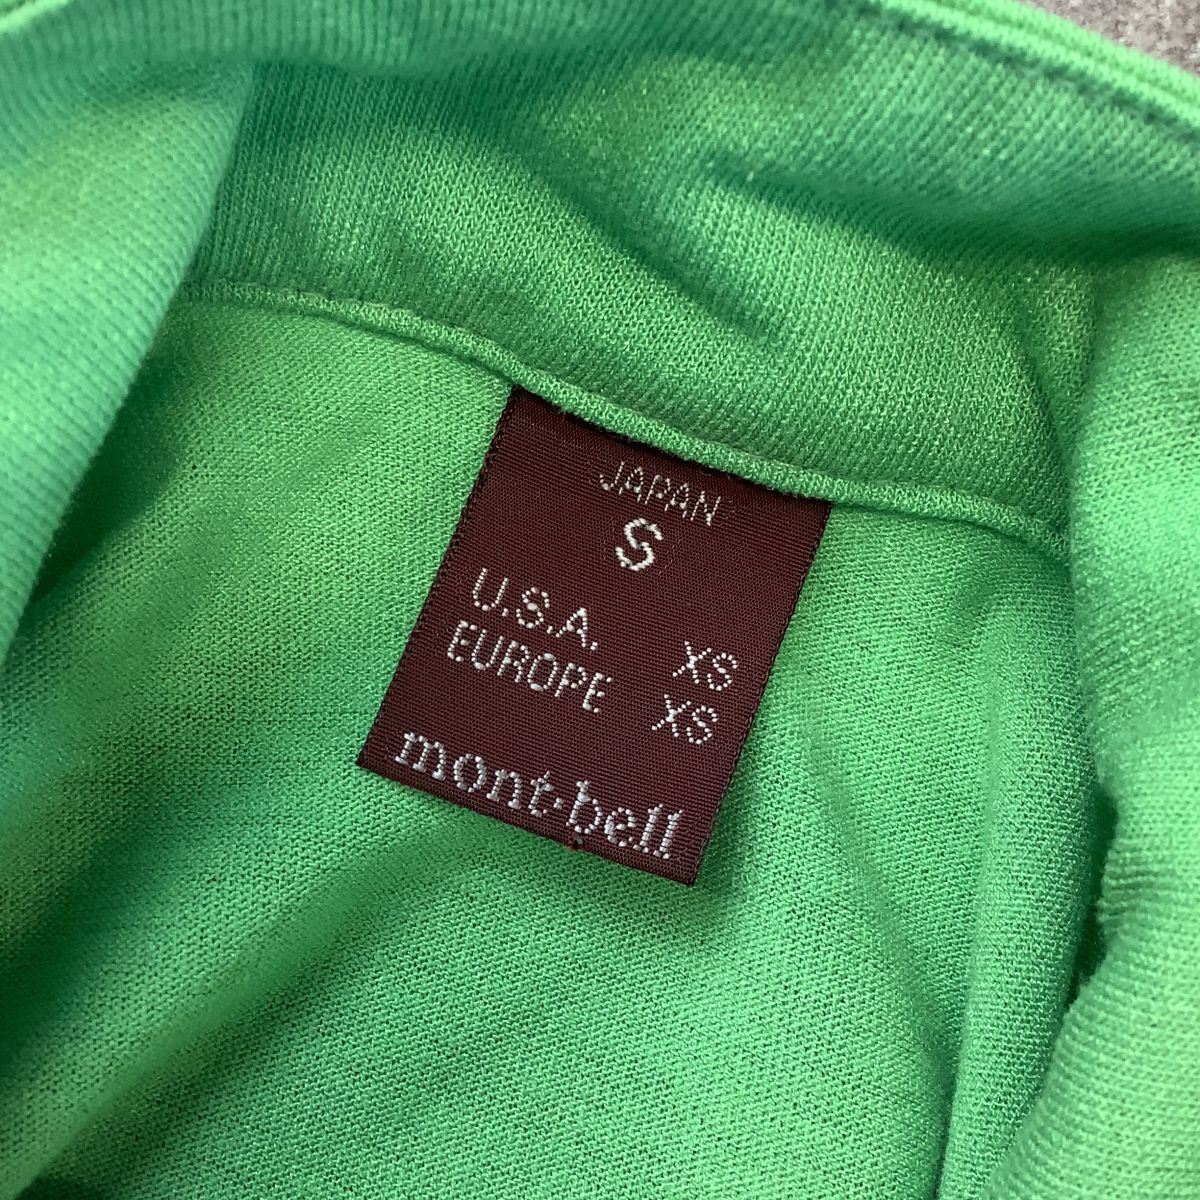 JAPAN
S
U.S.A. XS
EUROPE XS
mont-bell